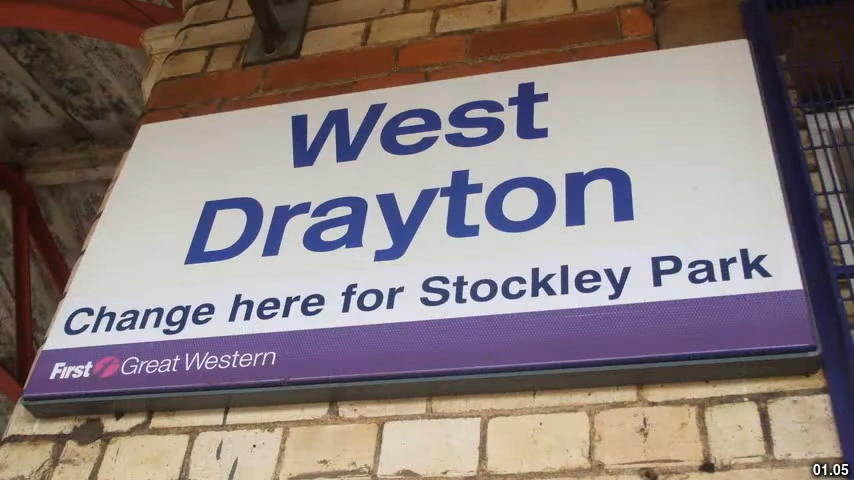 West
Drayton
Change here for Stockley Park
First Great Western
01.05